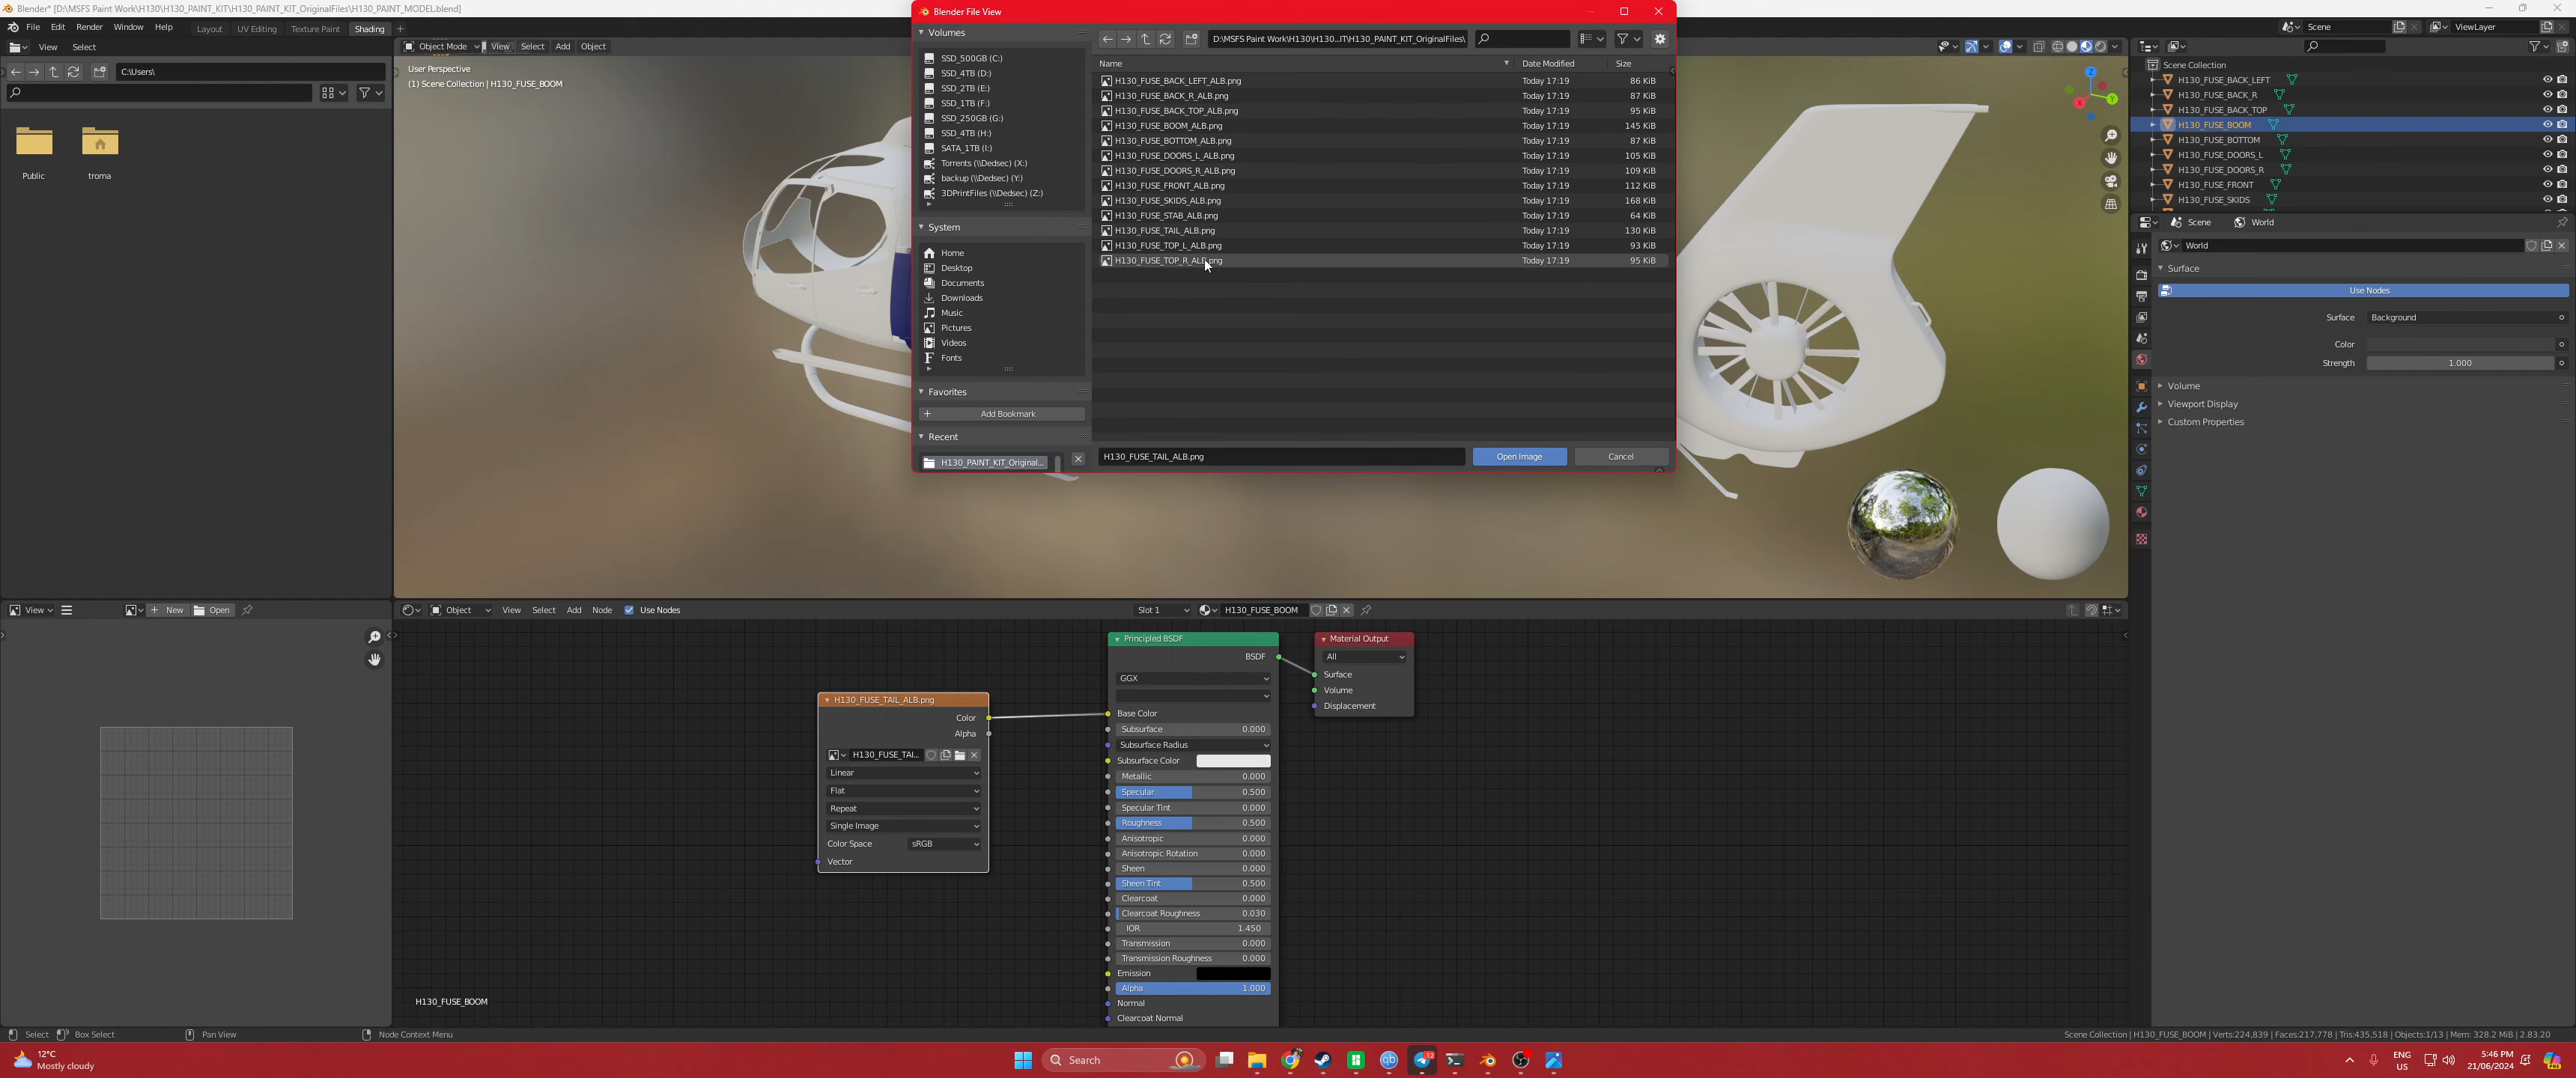 Blender* [D:\MSFS Paint Work\H130\H130_PAINT_KIT\H130_PAINT_KIT_OriginalFiles\H130_PAINT_MODEL.blend]
File Edit Render Window Help Layout UV Editing Texture Paint Shading +
Scene ViewLayer
View Select
C:\Users\
Public troma
Object Mode View Select Add Object
User Perspective
(1) Scene Collection | H130_FUSE_BOOM
Blender File View
Volumes
SSD_500GB (C:)
SSD_4TB (D:)
SSD_2TB (E:)
SSD_1TB (F:)
SSD_250GB (G:)
SSD_4TB (H:)
SATA_1TB (I:)
Torrents (\\Dedsec) (X:)
backup (\\Dedsec) (Y:)
3DPrintFiles (\\Dedsec) (Z:)
System
Home
Desktop
Documents
Downloads
Music
Pictures
Videos
Fonts
Favorites
Add Bookmark
Recent
H130_PAINT_KIT_Original...
D:\MSFS Paint Work\H130\H130...IT\H130_PAINT_KIT_OriginalFiles\
Name Date Modified Size
H130_FUSE_BACK_LEFT_ALB.png Today 17:19 86 KiB
H130_FUSE_BACK_R_ALB.png Today 17:19 87 KiB
H130_FUSE_BACK_TOP_ALB.png Today 17:19 95 KiB
H130_FUSE_BOOM_ALB.png Today 17:19 145 KiB
H130_FUSE_BOTTOM_ALB.png Today 17:19 87 KiB
H130_FUSE_DOORS_L_ALB.png Today 17:19 105 KiB
H130_FUSE_DOORS_R_ALB.png Today 17:19 109 KiB
H130_FUSE_FRONT_ALB.png Today 17:19 112 KiB
H130_FUSE_SKIDS_ALB.png Today 17:19 168 KiB
H130_FUSE_STAB_ALB.png Today 17:19 64 KiB
H130_FUSE_TAIL_ALB.png Today 17:19 130 KiB
H130_FUSE_TOP_L_ALB.png Today 17:19 93 KiB
H130_FUSE_TOP_R_ALB.png Today 17:19 95 KiB
H130_FUSE_TAIL_ALB.png Open Image Cancel
X Y Z
Scene Collection
H130_FUSE_BACK_LEFT
H130_FUSE_BACK_R
H130_FUSE_BACK_TOP
H130_FUSE_BOOM
H130_FUSE_BOTTOM
H130_FUSE_DOORS_L
H130_FUSE_DOORS_R
H130_FUSE_FRONT
H130_FUSE_SKIDS
Scene World
World
Surface
Use Nodes
Surface Background
Color
Strength 1.000
Volume
Viewport Display
Custom Properties
View + New Open
Object View Select Add Node Use Nodes Slot 1 H130_FUSE_BOOM
H130_FUSE_TAIL_ALB.png
Color
Alpha
H130_FUSE_TAI...
Linear
Flat
Repeat
Single Image
Color Space sRGB
Vector
Principled BSDF
BSDF
GGX
Base Color
Subsurface 0.000
Subsurface Radius
Subsurface Color
Metallic 0.000
Specular 0.500
Specular Tint 0.000
Roughness 0.500
Anisotropic 0.000
Anisotropic Rotation 0.000
Sheen 0.000
Sheen Tint 0.500
Clearcoat 0.000
Clearcoat Roughness 0.030
IOR 1.450
Transmission 0.000
Transmission Roughness 0.000
Emission
Alpha 1.000
Normal
Clearcoat Normal
Material Output
All
Surface
Volume
Displacement
H130_FUSE_BOOM
Select Box Select Pan View Node Context Menu
Scene Collection | H130_FUSE_BOOM | Verts:224,839 | Faces:217,778 | Tris:435,518 | Objects:1/13 | Mem: 328.2 MiB | 2.83.20
12°C
Mostly cloudy
Search
12
ENG
US
5:46 PM
21/06/2024